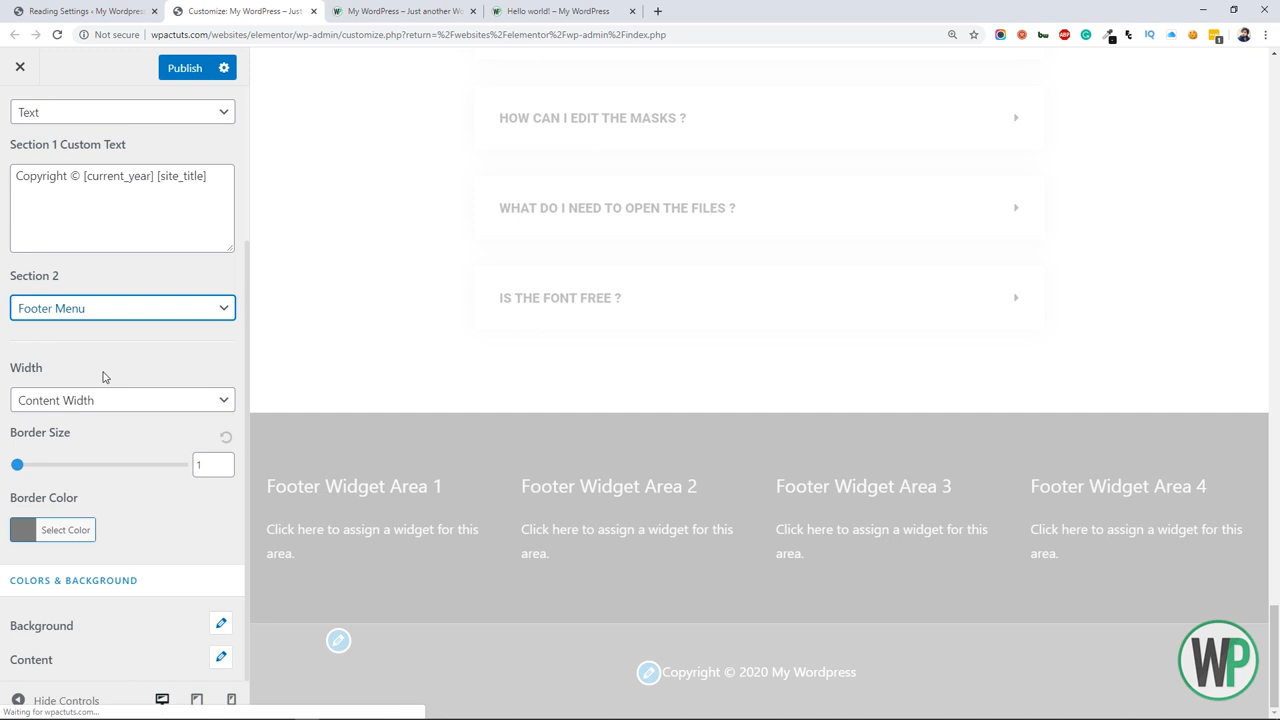 Reading Settings ‹ My Wordpress
Customize: My WordPress – Just
My WordPress – Just another Wo
Hello world! – My WordPress
Not secure
wpactuts.com/websites/elementor/wp-admin/customize.php?return=%2Fwebsites%2Felementor%2Fwp-admin%2Findex.php
Publish
Text
Section 1 Custom Text
Copyright © [current_year] [site_title]
Section 2
Footer Menu
Width
Content Width
Border Size
1
Border Color
Select Color
COLORS & BACKGROUND
Background
Content
Hide Controls
Waiting for wpactuts.com...
HOW CAN I EDIT THE MASKS ?
WHAT DO I NEED TO OPEN THE FILES ?
IS THE FONT FREE ?
Footer Widget Area 1
Click here to assign a widget for this
area.
Footer Widget Area 2
Click here to assign a widget for this
area.
Footer Widget Area 3
Click here to assign a widget for this
area.
Footer Widget Area 4
Click here to assign a widget for this
area.
Copyright © 2020 My Wordpress
WP